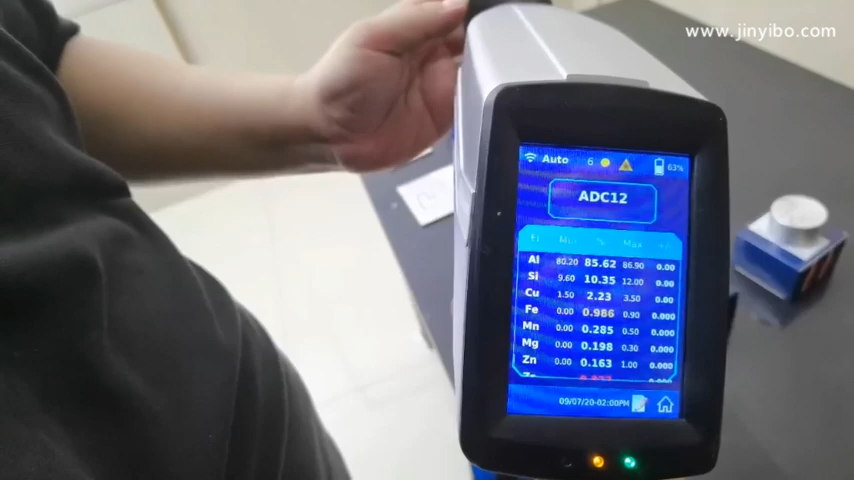 www.jinyibo.com
Auto 6 63%
ADC12
El Min % Max +/-
Al 80.20 85.62 86.90 0.00
Si 9.60 10.35 12.00 0.00
Cu 1.50 2.23 3.50 0.00
Fe 0.00 0.986 0.90 0.000
Mn 0.00 0.285 0.50 0.000
Mg 0.00 0.198 0.30 0.000
Zn 0.00 0.163 1.00 0.000
09/07/20-02:00PM